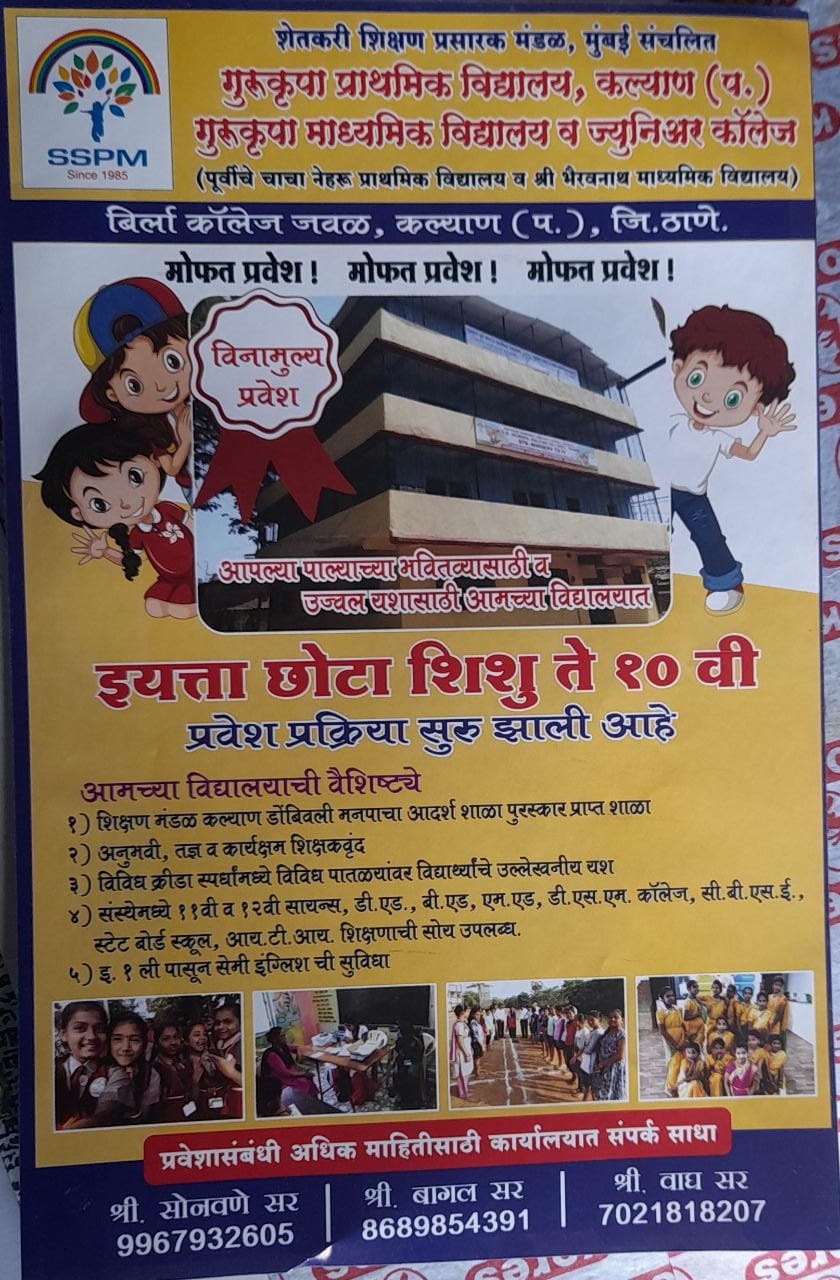 शेतकरी शिक्षण प्रसारक मंडळ, मुंबई संचलित
गुरुकृपा प्राथमिक विद्यालय, कल्याण (प.)
गुरुकृपा माध्यमिक विद्यालय व ज्युनिअर कॉलेज
(पूर्वीचे चाचा नेहरू प्राथमिक विद्यालय व श्री भैरवनाथ माध्यमिक विद्यालय)
SSPM
Since 1985
बिर्ला कॉलेज जवळ, कल्याण (प.), जि.ठाणे.
मोफत प्रवेश! मोफत प्रवेश! मोफत प्रवेश!
विनामुल्य
प्रवेश
आपल्या पाल्याच्या भवितव्यासाठी व
उज्वल यशासाठी आमच्या विद्यालयात
इयत्ता छोटा शिशु ते १० वी
प्रवेश प्रक्रिया सुरु झाली आहे
आमच्या विद्यालयाची वैशिष्ट्ये
१) शिक्षण मंडळ कल्याण डोंबिवली मनपाचा आदर्श शाळा पुरस्कार प्राप्त शाळा
२) अनुभवी, तज्ञ व कार्यक्षम शिक्षकवृंद
३) विविध क्रीडा स्पर्धांमध्ये विविध पातळयांवर विद्यार्थ्यांचे उल्लेखनीय यश
४) संस्थेमध्ये ११वी व १२वी सायन्स, डी.एड., बी.एड, एम.एड, डी.एस.एम. कॉलेज, सी.बी.एस.ई.,
स्टेट बोर्ड स्कूल, आय.टी.आय. शिक्षणाची सोय उपलब्ध.
५) इ. १ ली पासून सेमी इंग्लिश ची सुविधा
प्रवेशासंबंधी अधिक माहितीसाठी कार्यालयात संपर्क साधा
श्री. सोनवणे सर
9967932605
श्री. बागल सर
8689854391
श्री. वाघ सर
7021818207